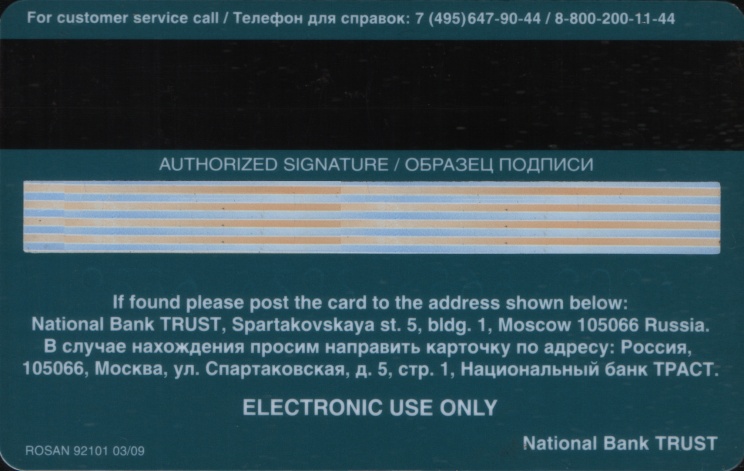 For customer service call / Телефон для справок: 7 (495)647-90-44 / 8-800-200-11-44
AUTHORIZED SIGNATURE / ОБРАЗЕЦ ПОДПИСИ
If found please post the card to the address shown below:
National Bank TRUST, Spartakovskaya st. 5, bldg. 1, Moscow 105066 Russia.
В случае нахождения просим направить карточку по адресу: Россия,
105066, Москва, ул. Спартаковская, д. 5, стр. 1, Национальный банк ТРАСТ.
ELECTRONIC USE ONLY
ROSAN 92101 03/09
National Bank TRUST